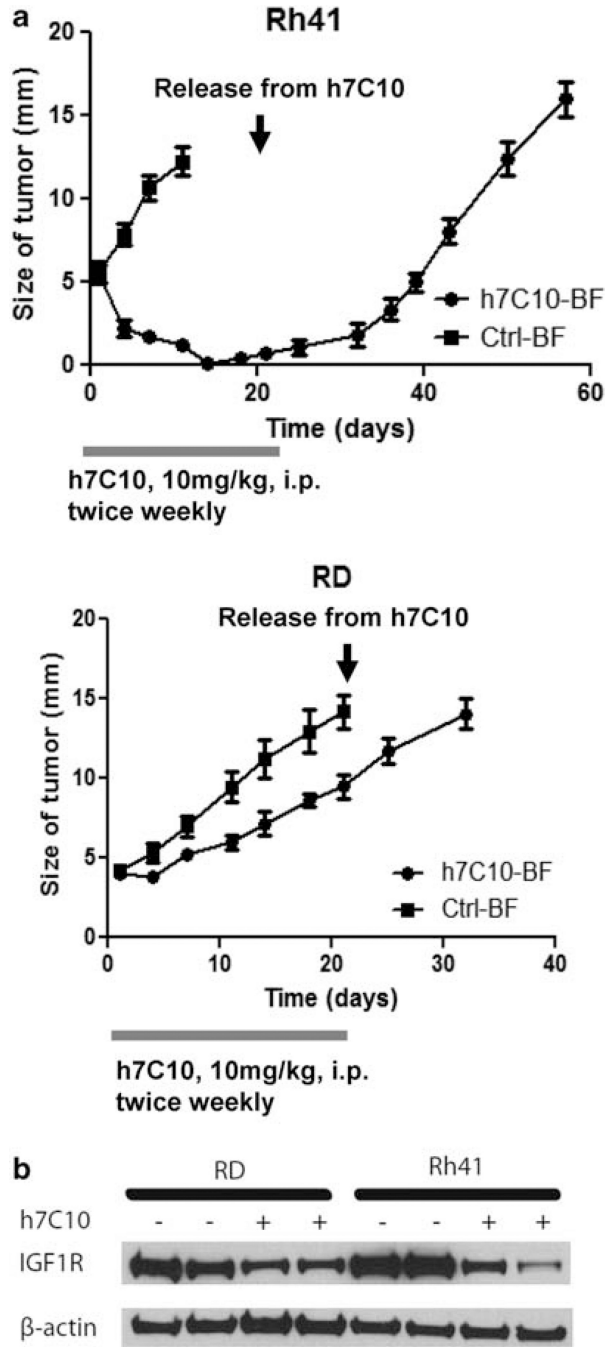 a
Rh41
Release from h7C10
Size of tumor (mm)
20
15
10
5
0
0 20 40 60
h7C10-BF
Ctrl-BF
Time (days)
h7C10, 10mg/kg, i.p.
twice weekly
RD
Release from h7C10
Size of tumor (mm)
20
15
10
5
0
0 10 20 30 40
h7C10-BF
Ctrl-BF
Time (days)
h7C10, 10mg/kg, i.p.
twice weekly
b
RD Rh41
h7C10 - - + + - - + +
IGF1R
β-actin